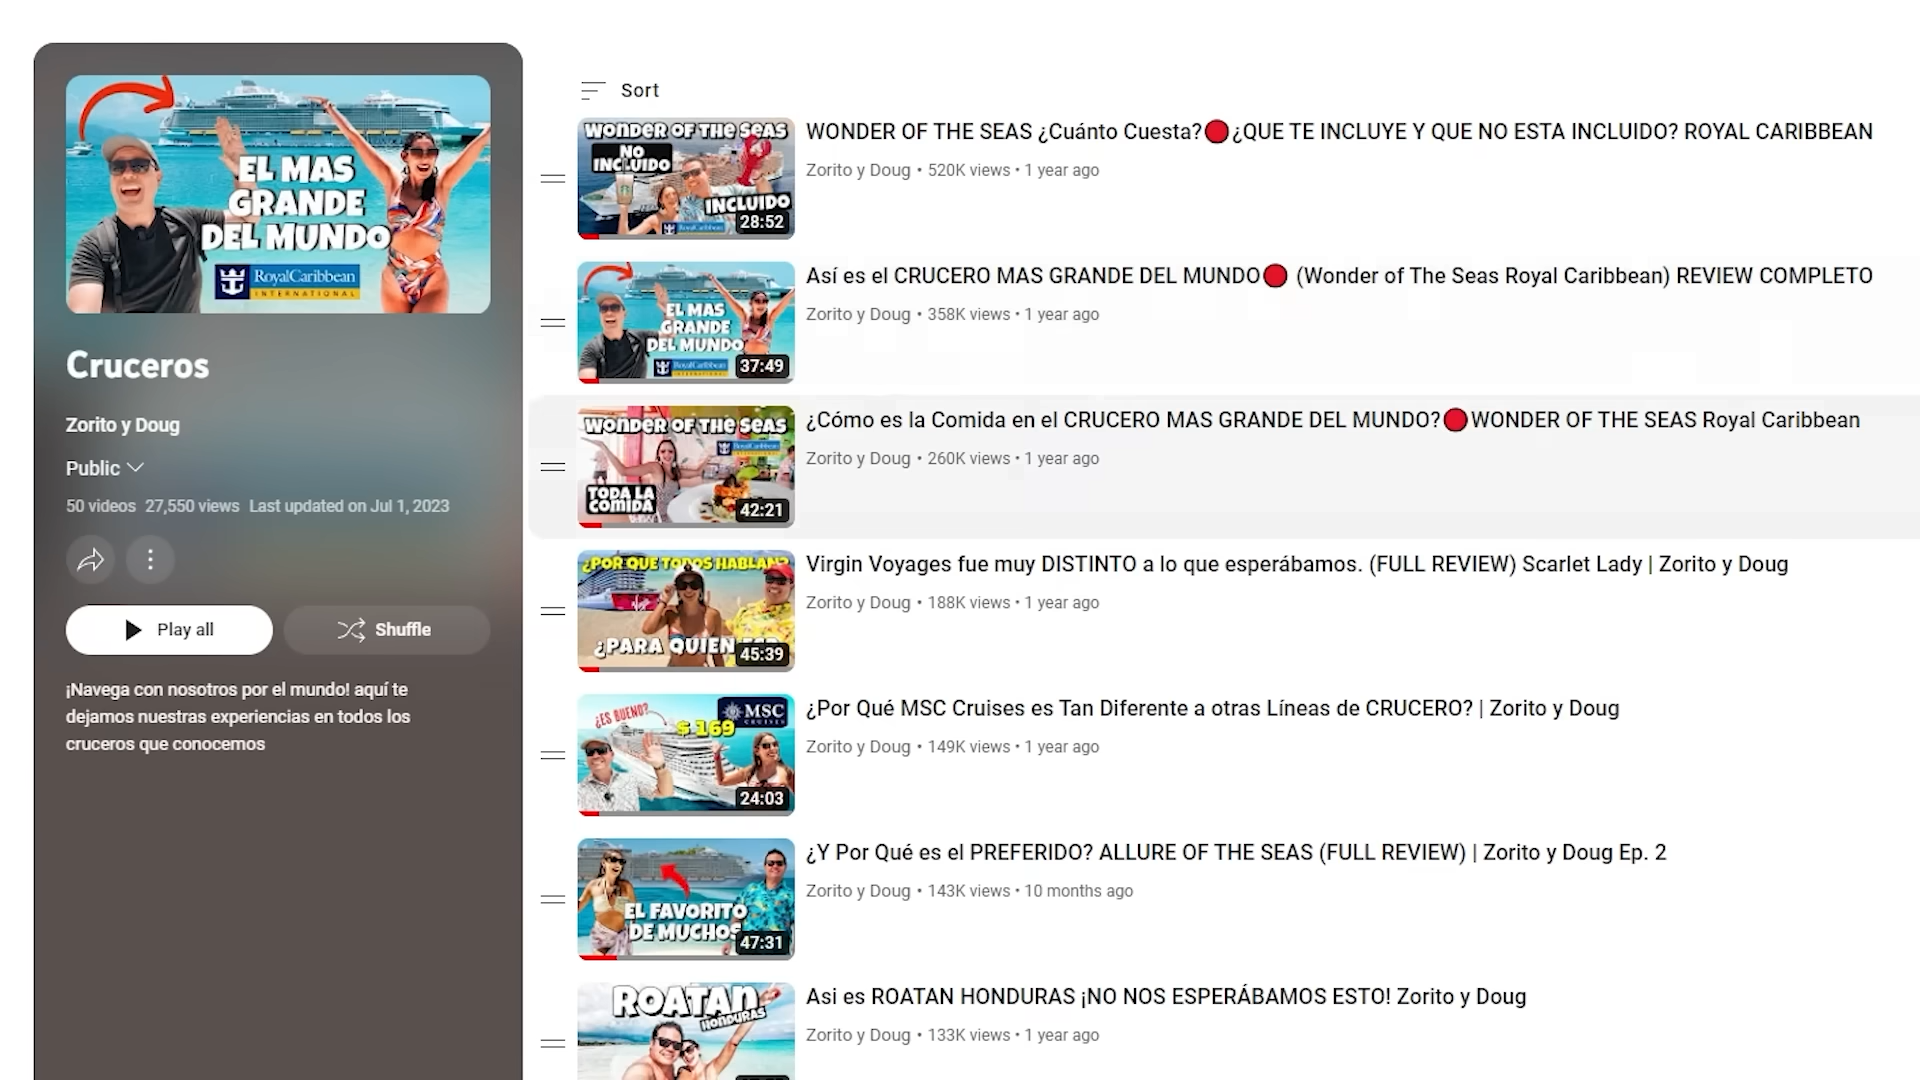 EL MAS
GRANDE
DEL MUNDO
RoyalCaribbean
INTERNATIONAL
Cruceros
Zorito y Doug
Public
50 videos 27,550 views Last updated on Jul 1, 2023
Play all
Shuffle
¡Navega con nosotros por el mundo! aquí te
dejamos nuestras experiencias en todos los
cruceros que conocemos
Sort
WONDER OF THE SEAS
NO
INCLUIDO
INCLUIDO
RoyalCaribbean
28:52
WONDER OF THE SEAS ¿Cuánto Cuesta?🔴¿QUE TE INCLUYE Y QUE NO ESTA INCLUIDO? ROYAL CARIBBEAN
Zorito y Doug • 520K views • 1 year ago
EL MAS
GRANDE
DEL MUNDO
RoyalCaribbean
INTERNATIONAL
37:49
Así es el CRUCERO MAS GRANDE DEL MUNDO🔴 (Wonder of The Seas Royal Caribbean) REVIEW COMPLETO
Zorito y Doug • 358K views • 1 year ago
WONDER OF THE SEAS
RoyalCaribbean
TODA LA
COMIDA
42:21
¿Cómo es la Comida en el CRUCERO MAS GRANDE DEL MUNDO?🔴WONDER OF THE SEAS Royal Caribbean
Zorito y Doug • 260K views • 1 year ago
¿POR QUE TODOS HABLAN?
¿PARA QUIEN
45:39
Virgin Voyages fue muy DISTINTO a lo que esperábamos. (FULL REVIEW) Scarlet Lady | Zorito y Doug
Zorito y Doug • 188K views • 1 year ago
¿ES BUENO?
$169
MSC
CRUISES
24:03
¿Por Qué MSC Cruises es Tan Diferente a otras Líneas de CRUCERO? | Zorito y Doug
Zorito y Doug • 149K views • 1 year ago
EL FAVORITO
DE MUCHOS
47:31
¿Y Por Qué es el PREFERIDO? ALLURE OF THE SEAS (FULL REVIEW) | Zorito y Doug Ep. 2
Zorito y Doug • 143K views • 10 months ago
ROATAN
HONDURAS
Asi es ROATAN HONDURAS ¡NO NOS ESPERÁBAMOS ESTO! Zorito y Doug
Zorito y Doug • 133K views • 1 year ago